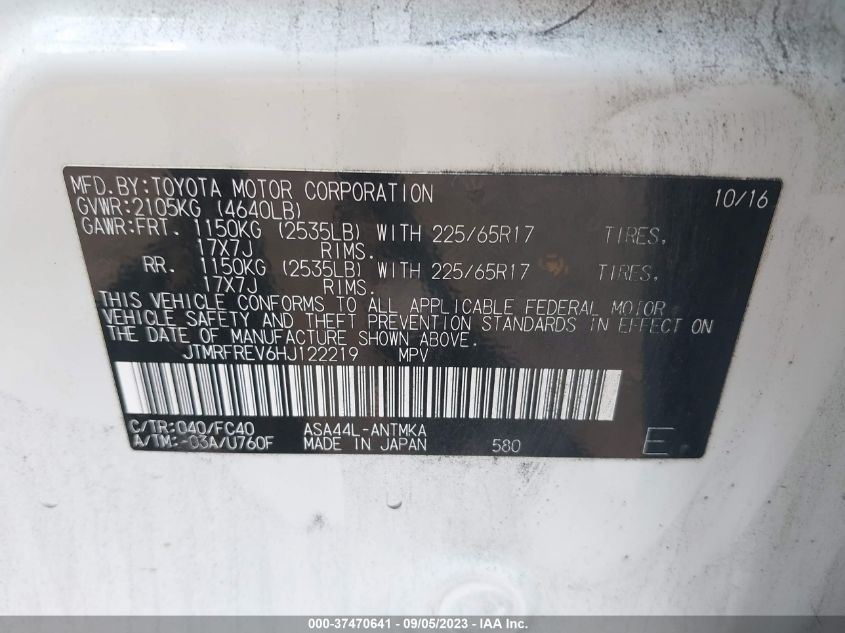 MFD.BY:TOYOTA MOTOR CORPORATION 10/16
GVWR:2105KG (4640LB)
GAWR:FRT. 1150KG (2535LB) WITH 225/65R17 TIRES,
17X7J RIMS.
RR. 1150KG (2535LB) WITH 225/65R17 TIRES,
17X7J RIMS.
THIS VEHICLE CONFORMS TO ALL APPLICABLE FEDERAL MOTOR
VEHICLE SAFETY AND THEFT PREVENTION STANDARDS IN EFFECT ON
THE DATE OF MANUFACTURE SHOWN ABOVE.
JTMRFREV6HJ122219 MPV
C/TR:040/FC40 ASA44L-ANTMKA
A/TM:-03A/U760F MADE IN JAPAN 580 E.
000-37470641 - 09/05/2023 - IAA Inc.